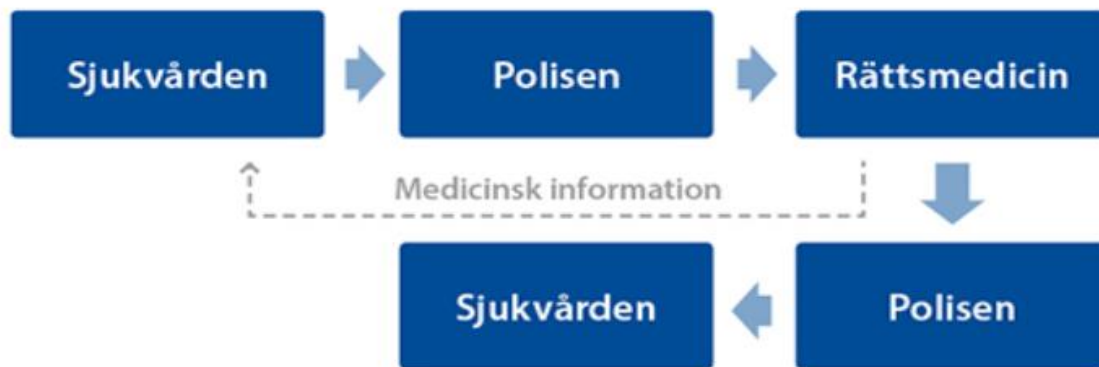 Sjukvården
Polisen
Rättsmedicin
Medicinsk information
Sjukvården
Polisen